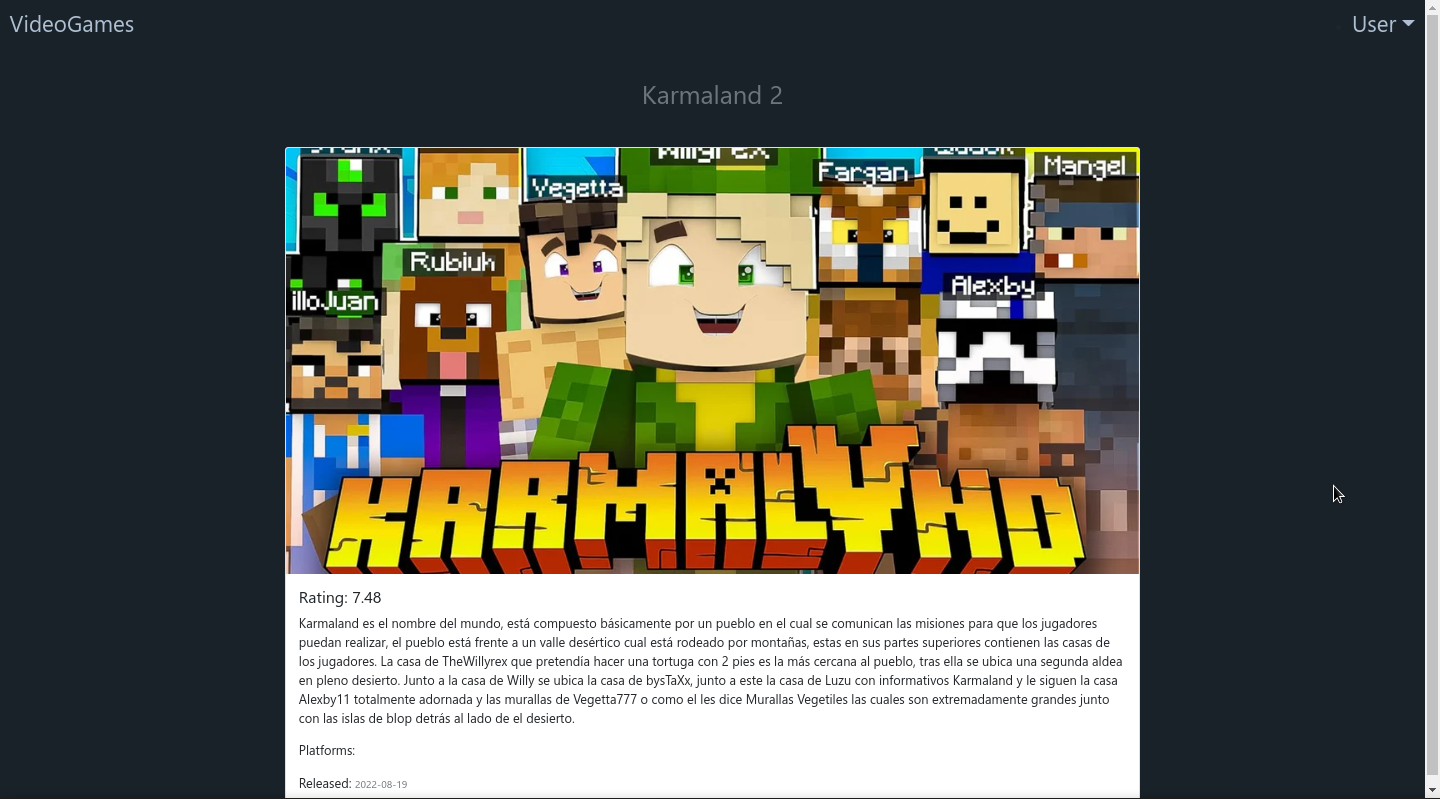 VideoGames
User
Karmaland 2
Willyrex
Mangel
Fargan
Vegetta
Rubiuh
Alexby
illoJuan
KARMALAND
Rating: 7.48
Karmaland es el nombre del mundo, está compuesto básicamente por un pueblo en el cual se comunican las misiones para que los jugadores
puedan realizar, el pueblo está frente a un valle desértico cual está rodeado por montañas, estas en sus partes superiores contienen las casas de
los jugadores. La casa de TheWillyrex que pretendía hacer una tortuga con 2 pies es la más cercana al pueblo, tras ella se ubica una segunda aldea
en pleno desierto. Junto a la casa de Willy se ubica la casa de bysTaXx, junto a este la casa de Luzu con informativos Karmaland y le siguen la casa
Alexby11 totalmente adornada y las murallas de Vegetta777 o como el les dice Murallas Vegetiles las cuales son extremadamente grandes junto
con las islas de blop detrás al lado de el desierto.
Platforms:
Released: 2022-08-19